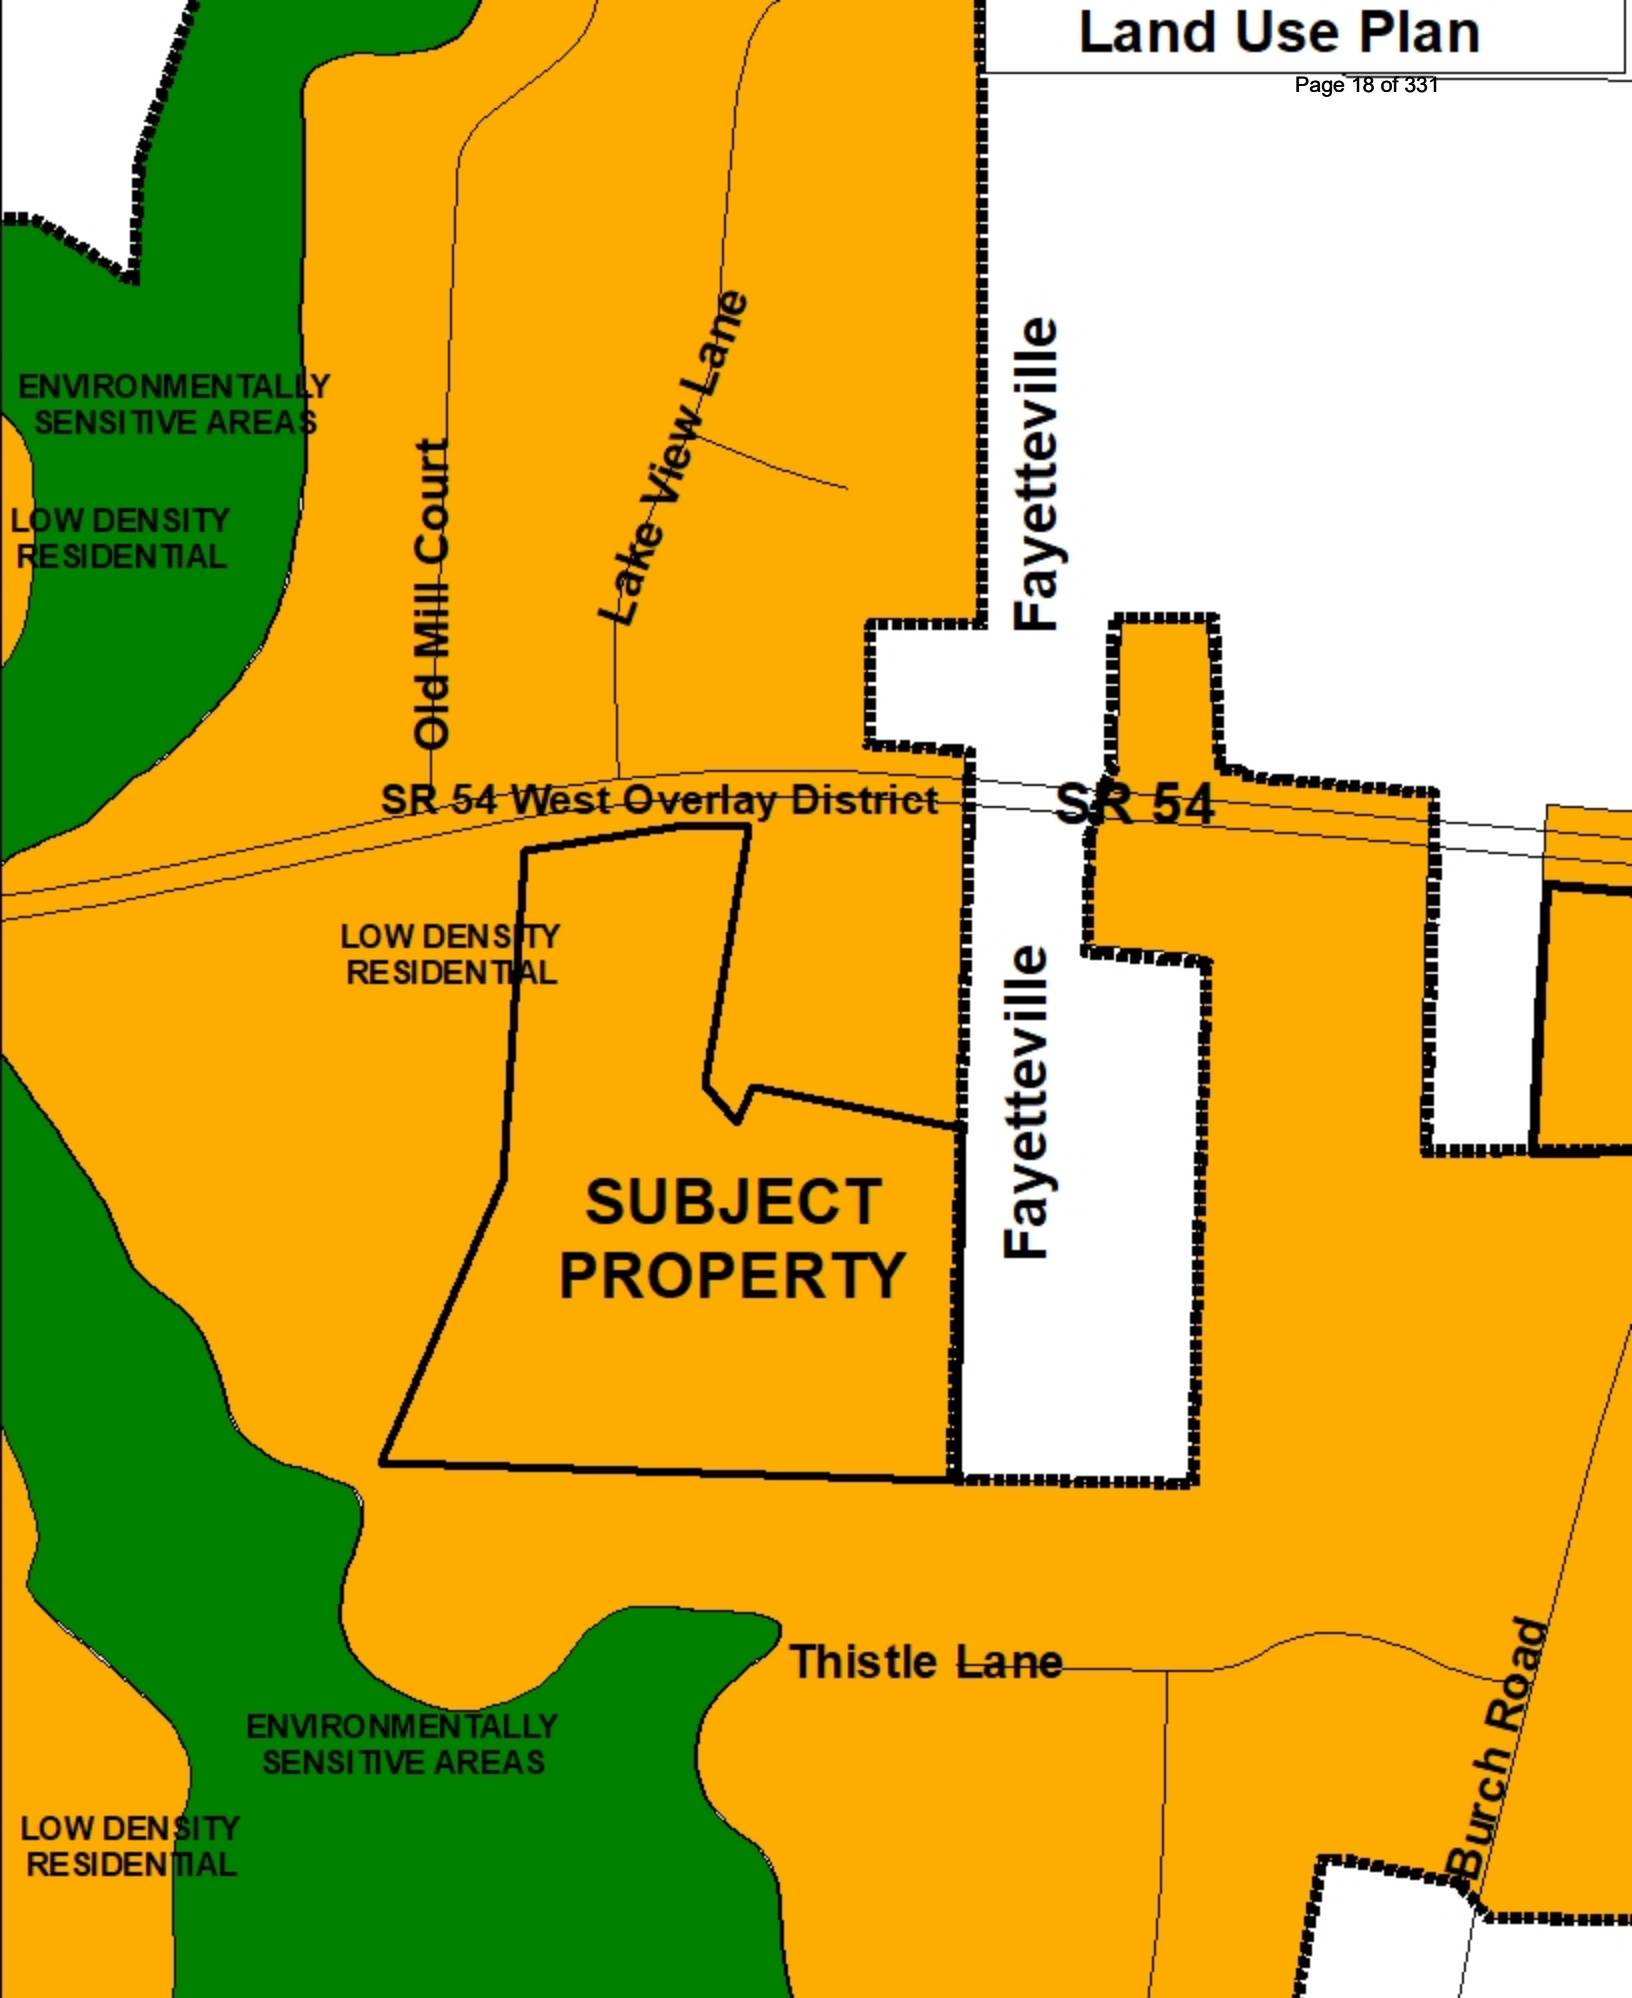 Land Use Plan
Page 18 of 331
ENVIRONMENTALLY
SENSITIVE AREAS
LOW DENSITY
RESIDENTIAL
Old Mill Court
Lake View Lane
Fayetteville
SR 54 West Overlay District
SR 54
LOW DENSITY
RESIDENTIAL
Fayetteville
SUBJECT
PROPERTY
Thistle Lane
Burch Road
ENVIRONMENTALLY
SENSITIVE AREAS
LOW DENSITY
RESIDENTIAL